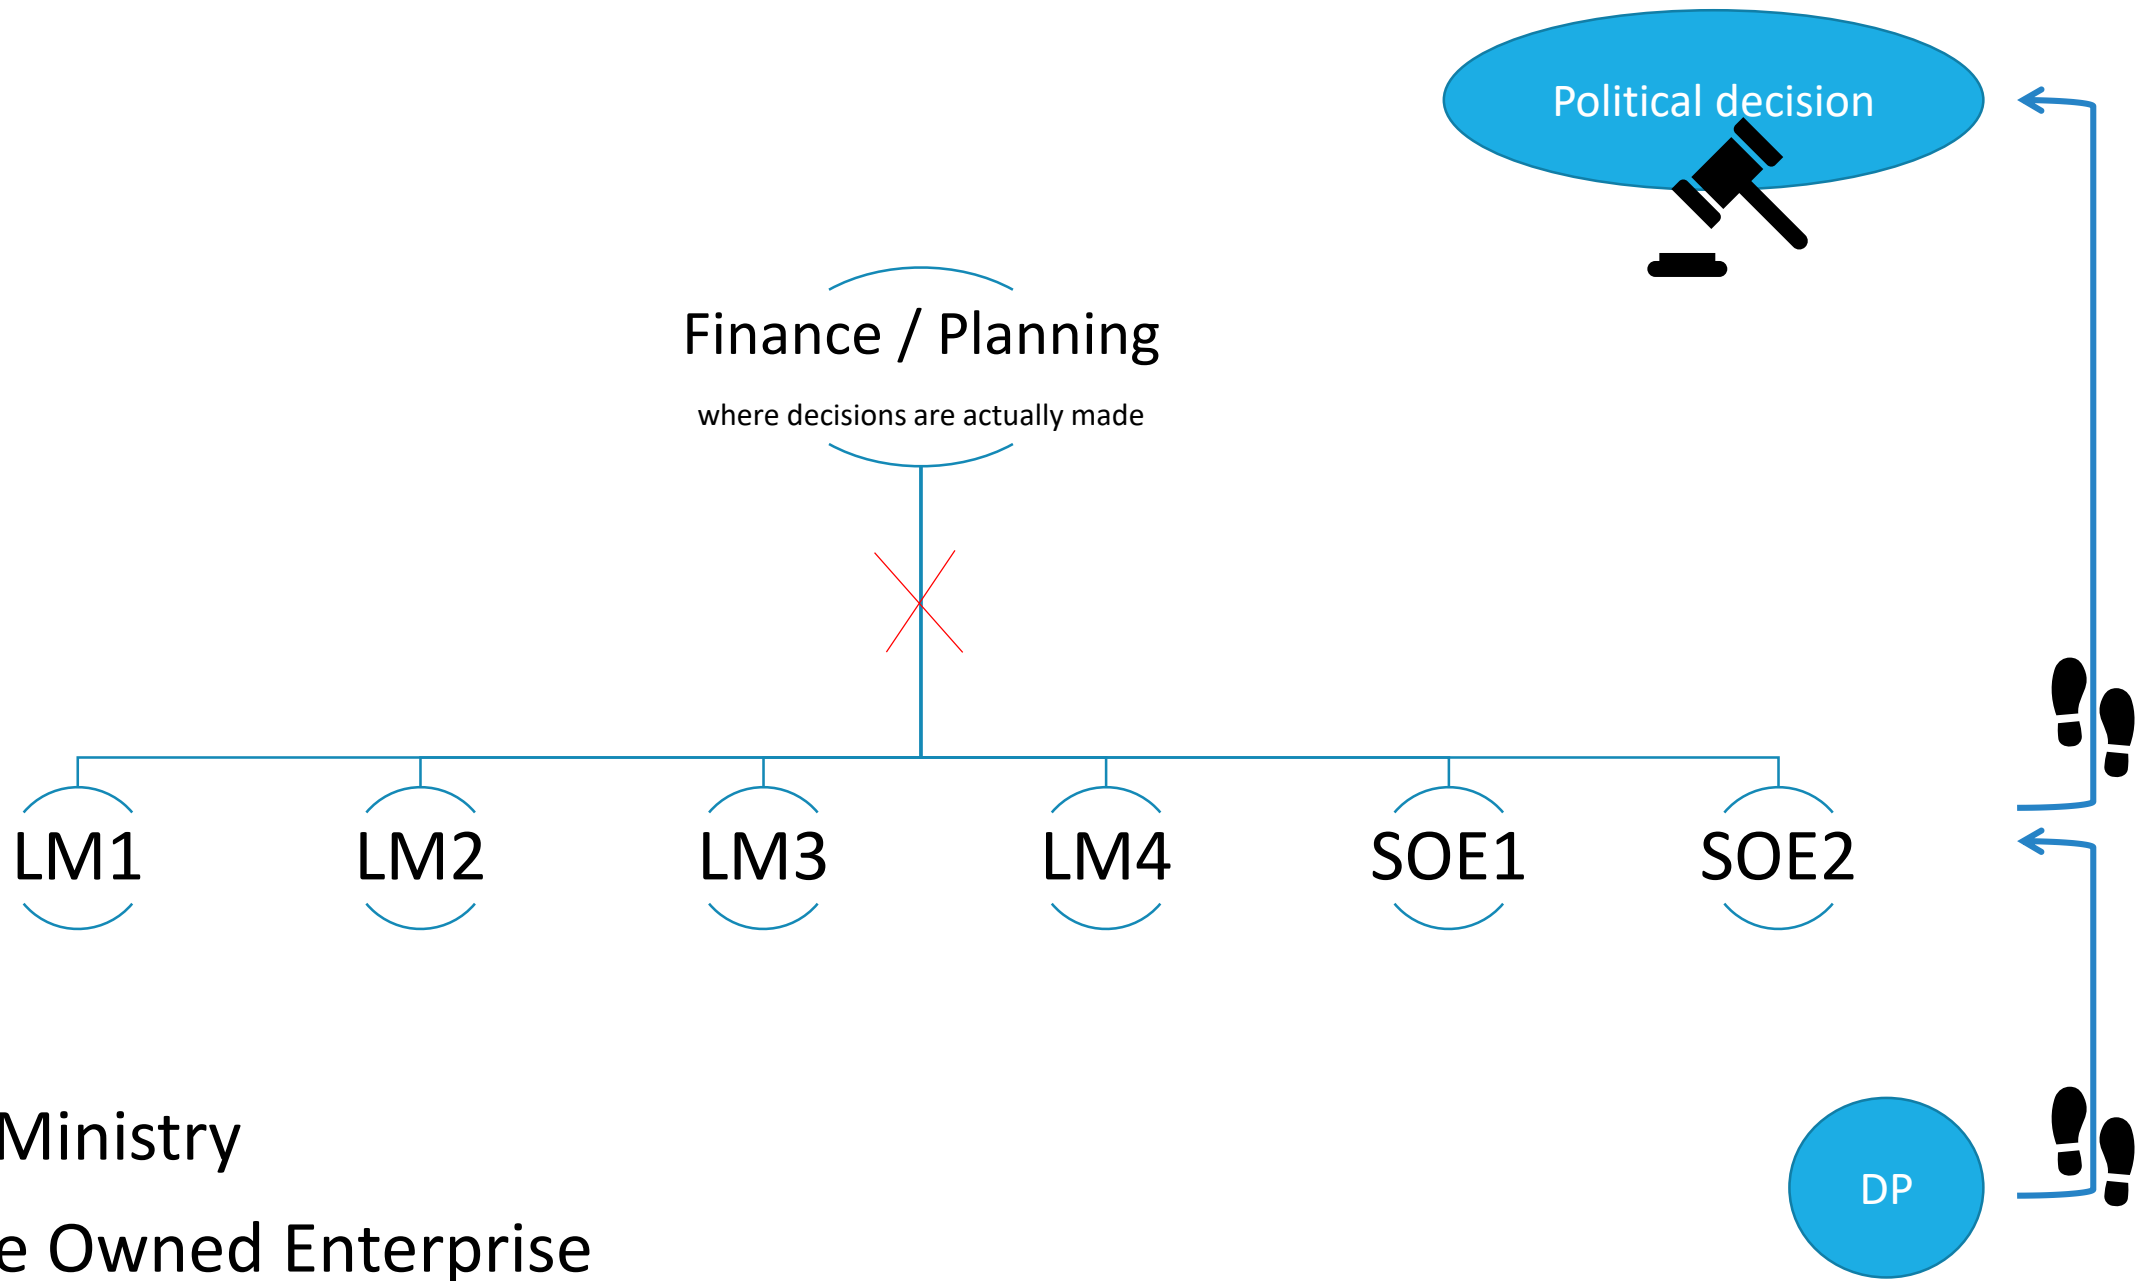 Political decision
Finance / Planning
where decisions are actually made
LM1 LM2 LM3 LM4 SOE1 SOE2
Ministry
e Owned Enterprise
DP